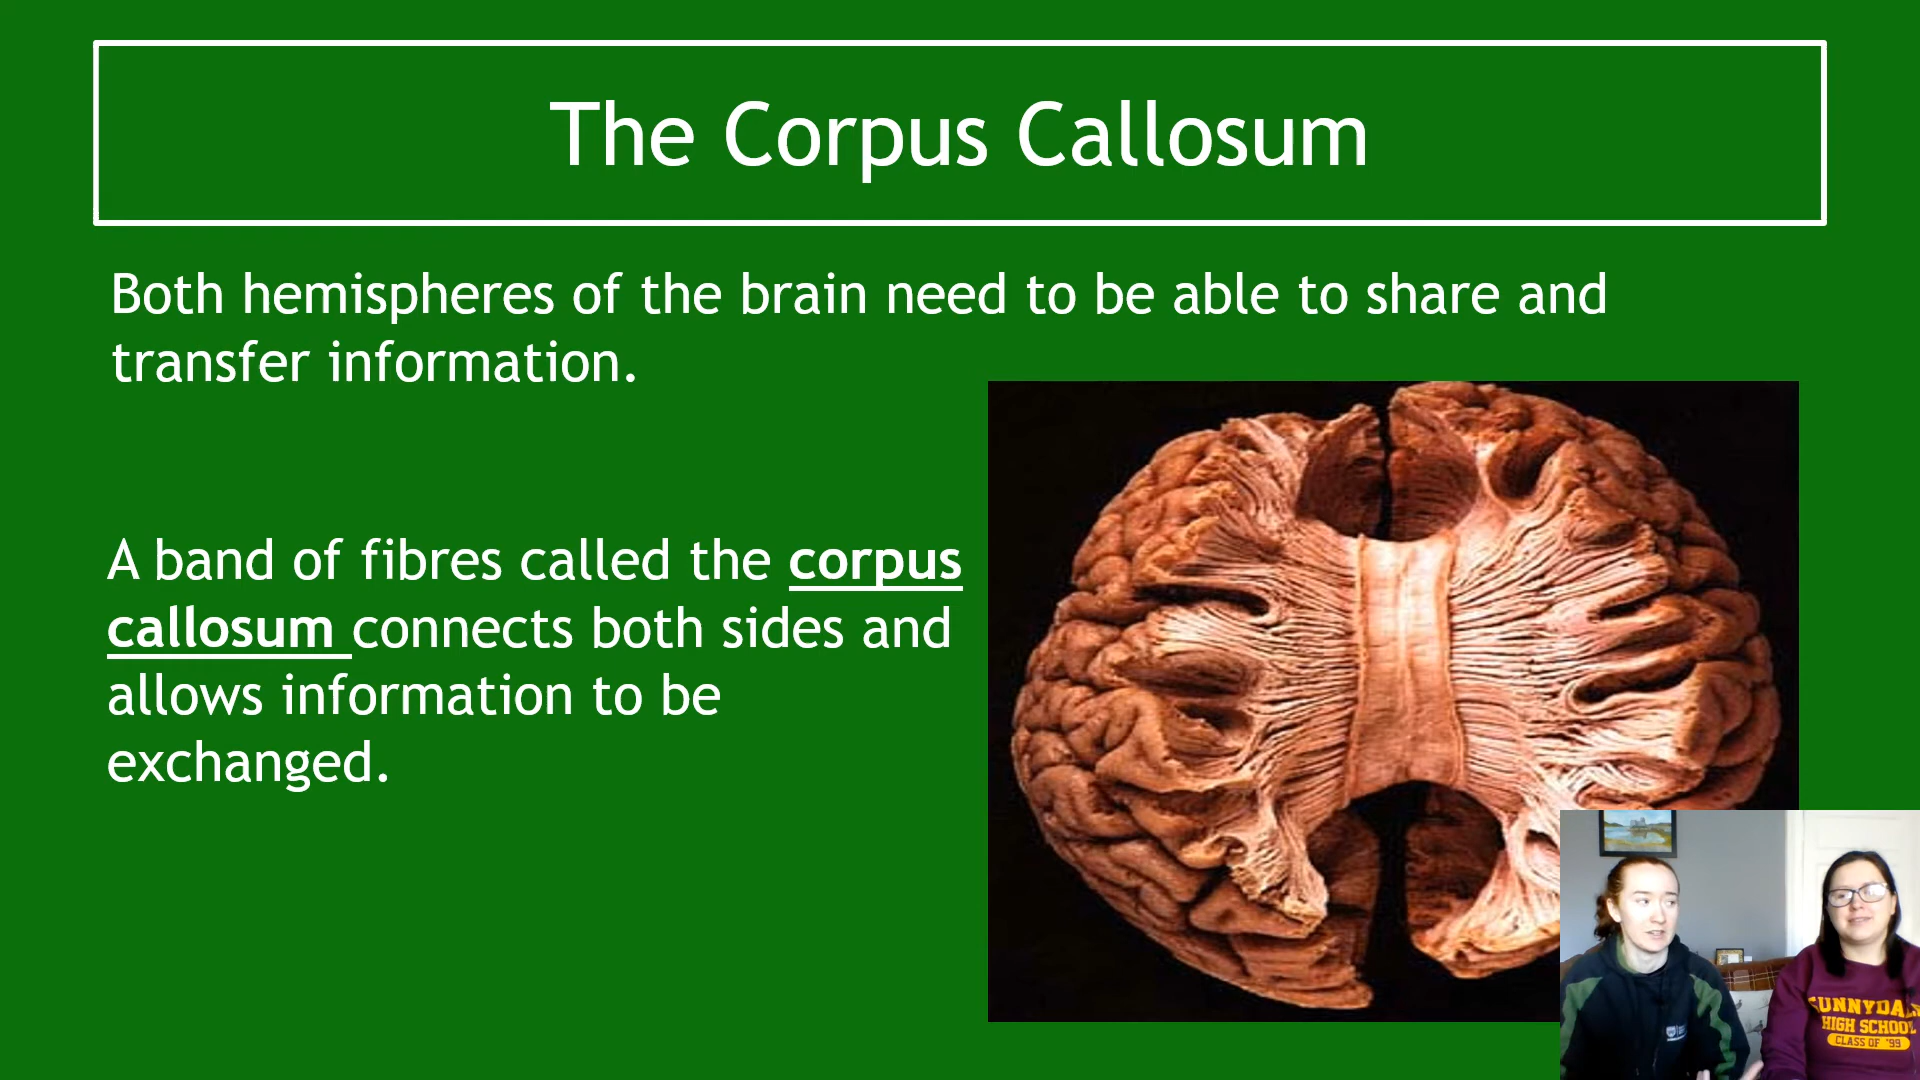 The Corpus Callosum
Both hemispheres of the brain need to be able to share and
transfer information.
A band of fibres called the corpus
callosum connects both sides and
allows information to be
exchanged.
SUNNYDALE
HIGH SCHOOL
CLASS OF '99